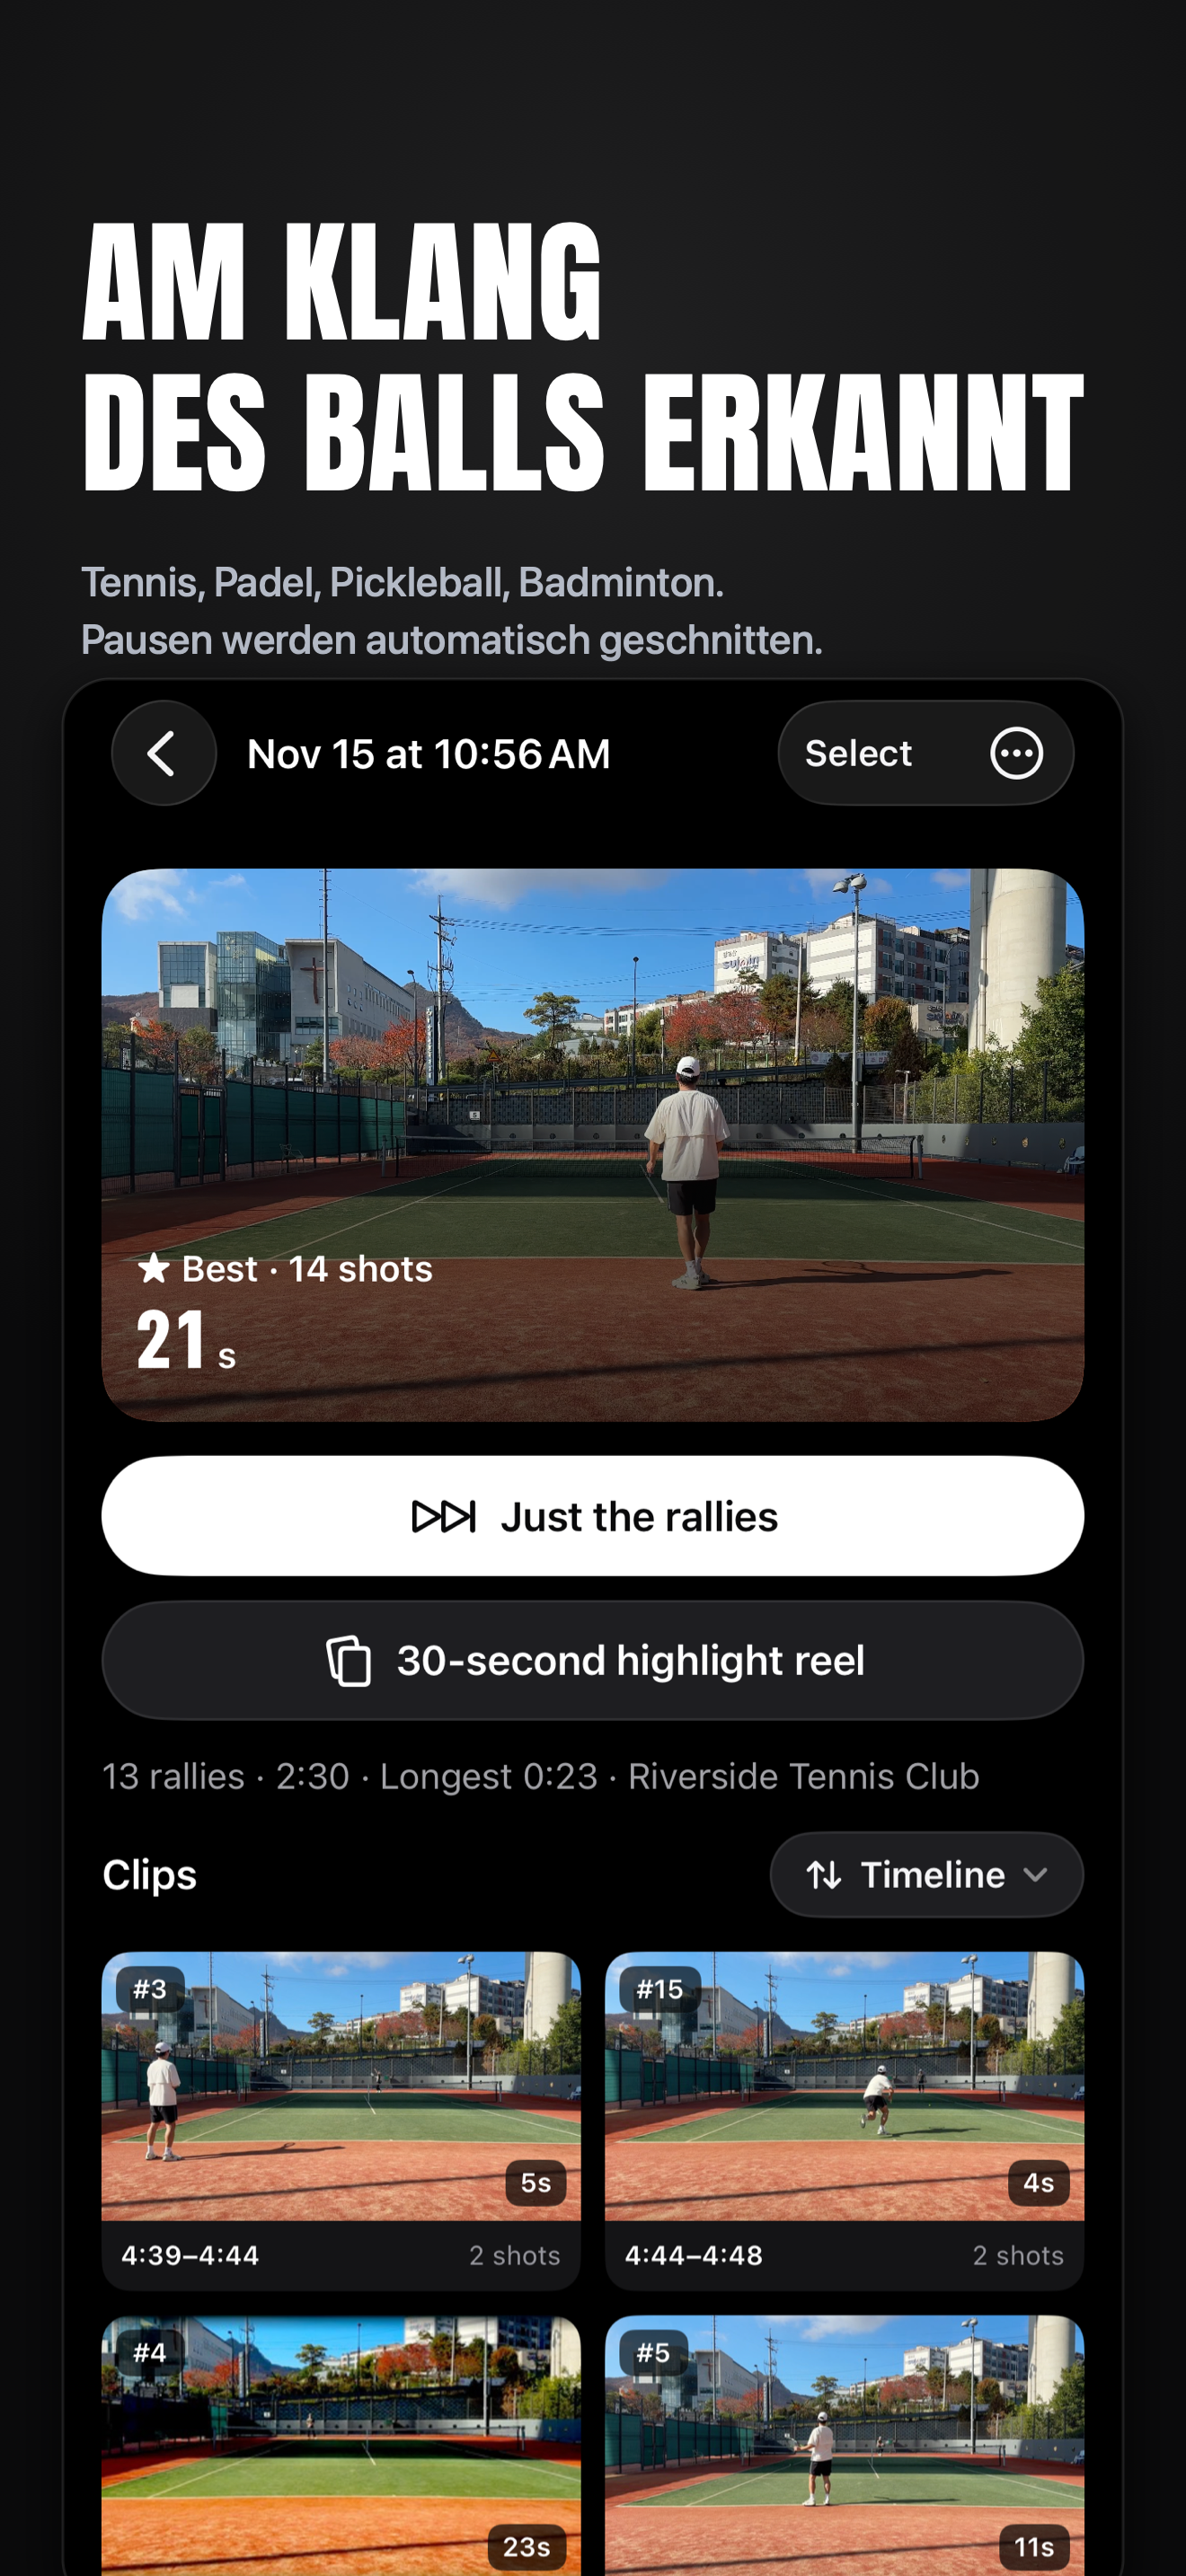 AM KLANG
DES BALLS ERKANNT
Tennis, Padel, Pickleball, Badminton.
Pausen werden automatisch geschnitten.
Nov 15 at 10:56 AM
Select
★ Best · 14 shots
21 s
Just the rallies
30-second highlight reel
13 rallies · 2:30 · Longest 0:23 · Riverside Tennis Club
Clips
Timeline
#3
5s
4:39–4:44
2 shots
#15
4s
4:44–4:48
2 shots
#4
23s
#5
11s